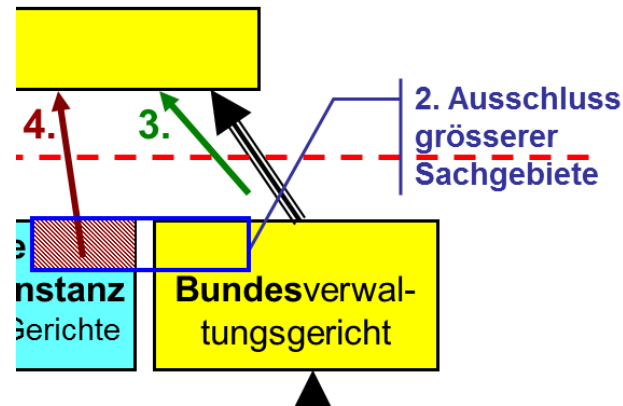 4.
3.
2. Ausschluss
grösserer
Sachgebiete
e
nstanz
Gerichte
Bundesverwal-
tungsgericht